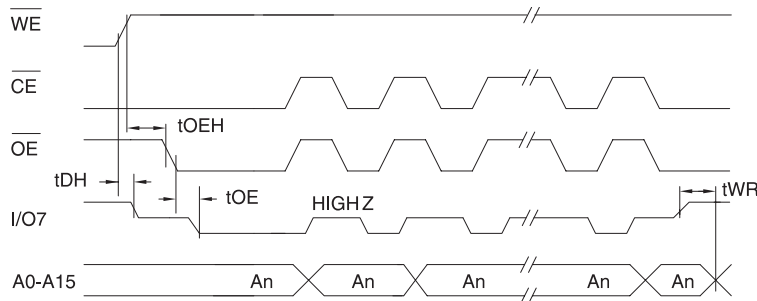 WE
CE
tOEH
OE
tDH
tOE
HIGH Z
tWR
I/O7
A0-A15
An An An An An